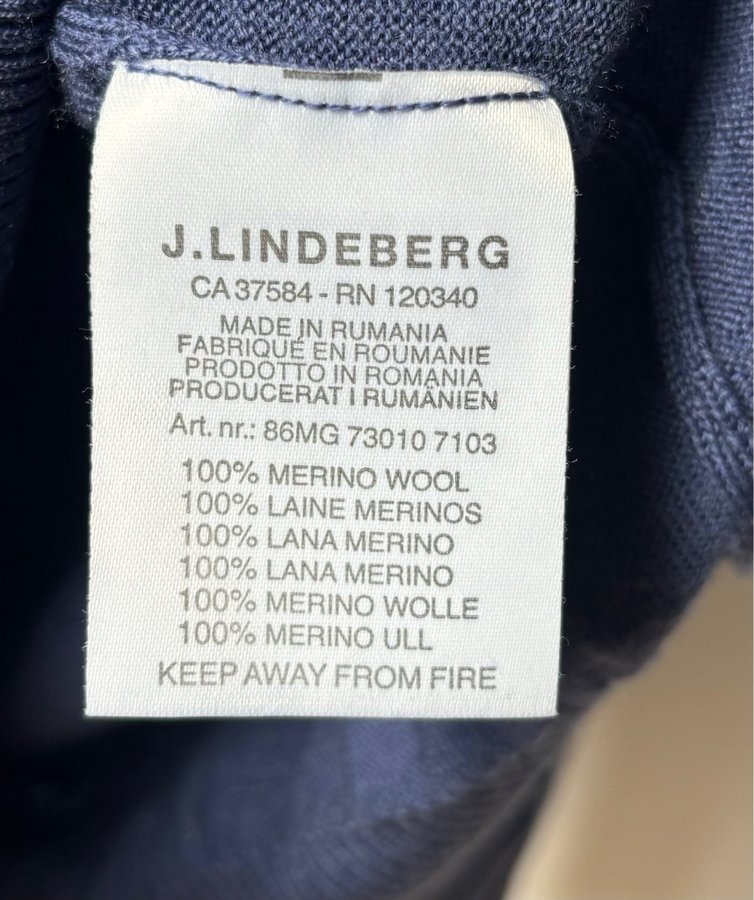 J.LINDEBERG
CA 37584 - RN 120340
MADE IN RUMANIA
FABRIQUE EN ROUMANIE
PRODOTTO IN ROMANIA
PRODUCERAT I RUMÄNIEN
Art. nr.: 86MG 73010 7103
100% MERINO WOOL
100% LAINE MERINOS
100% LANA MERINO
100% LANA MERINO
100% MERINO WOLLE
100% MERINO ULL
KEEP AWAY FROM FIRE